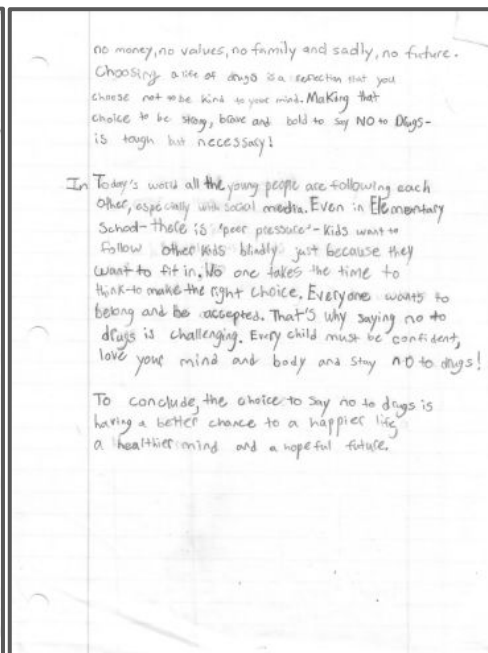 no money, no values, no family and sadly, no future.
Choosing a life of drugs is a reflection that you
choose not to be kind to your mind. Making that
choice to be strong, brave and bold to say NO to Drugs-
is tough but necessary!
In Today's word all the young people are following each
other, especially with social media. Even in Elementary
School- there is 'peer pressure'- Kids want to
follow other kids blindly just because they
want to fit in. No one takes the time to
think- to make the right choice. Everyone wants to
belong and be accepted. That's why saying no to
drugs is challenging. Every child must be confident,
love your mind and body and stay NO to drugs!
To conclude, the choice to say no to drugs is
having a better chance to a happier life
a healthier mind and a hopeful future.